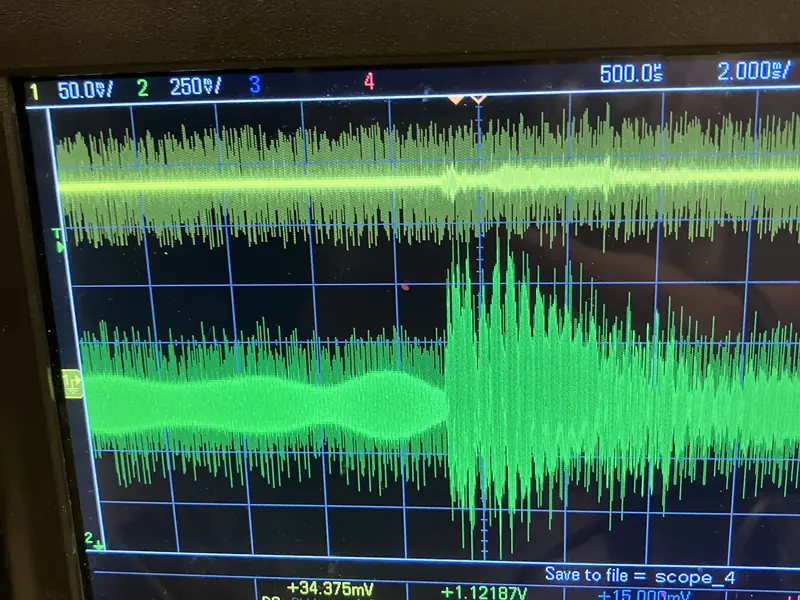 1 50.0V/ 2 250V/ 3 4 500.0s 2.000s/
T
1
2
Save to file = scope_4
+34.375mV +1.12187V +15.000mV